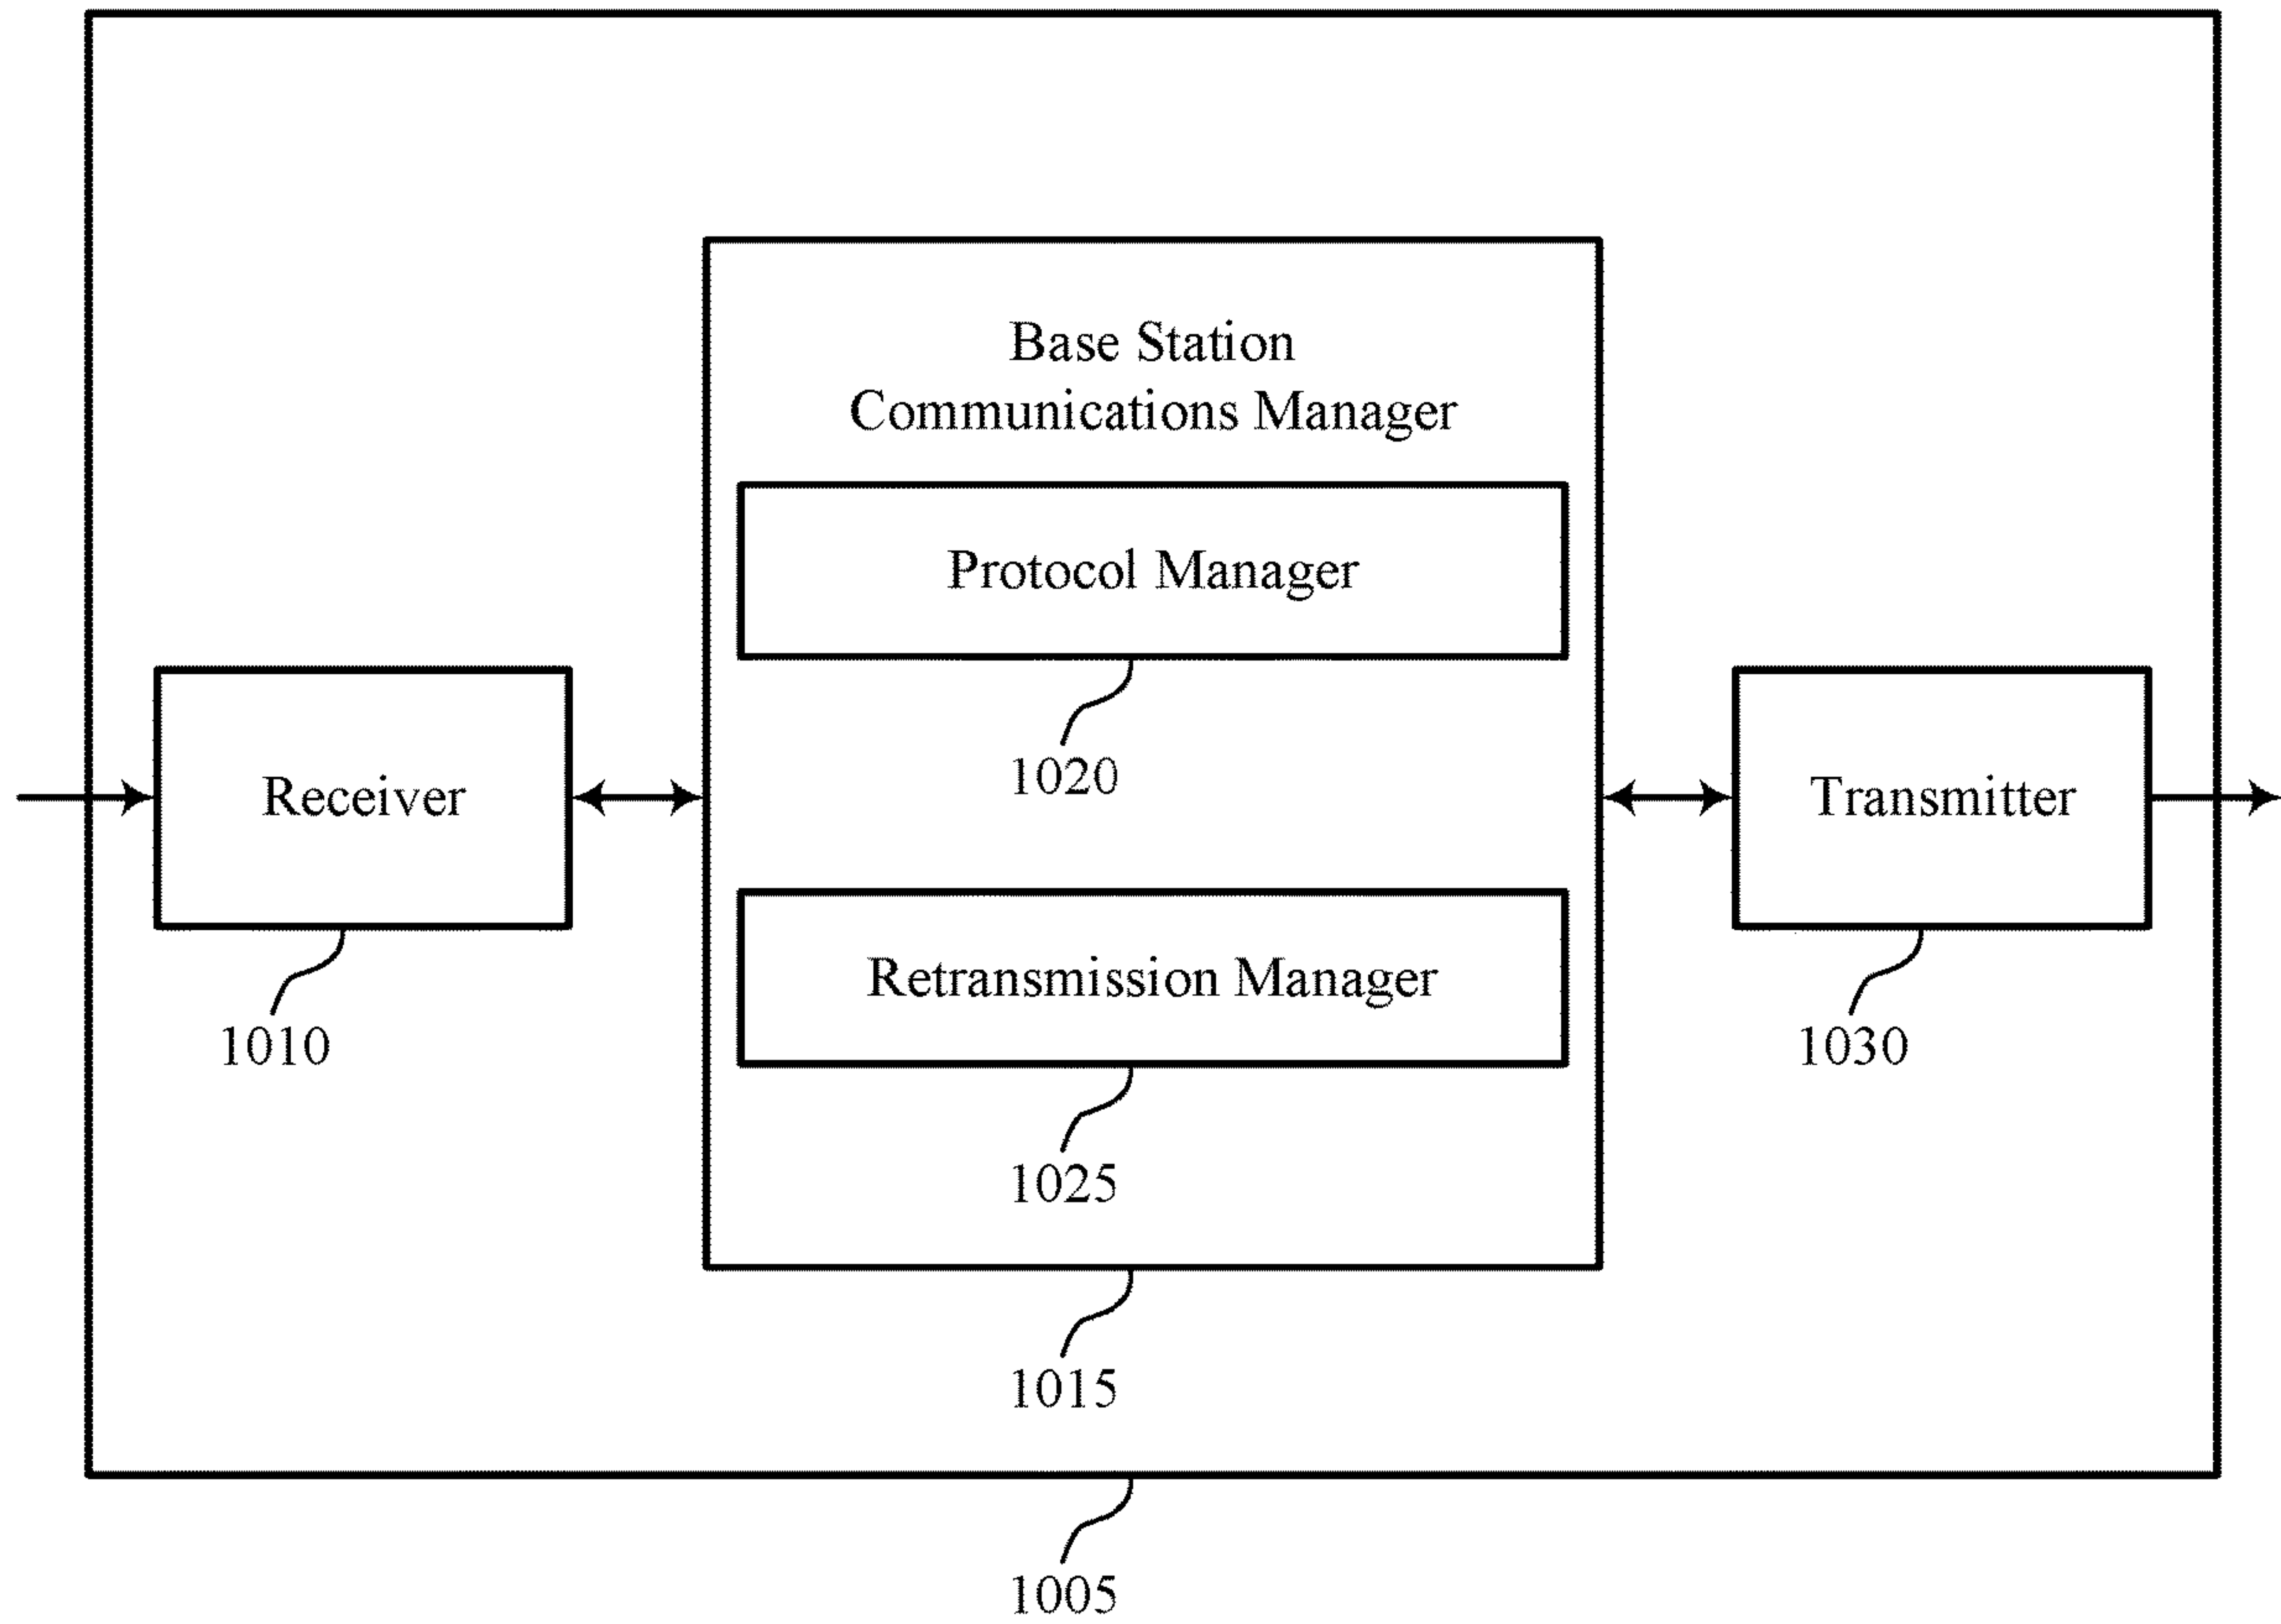 Base Station
Communications Manager
Protocol Manager
1020
Receiver
1010
Retransmission Manager
1025
Transmitter
1030
1015
1005